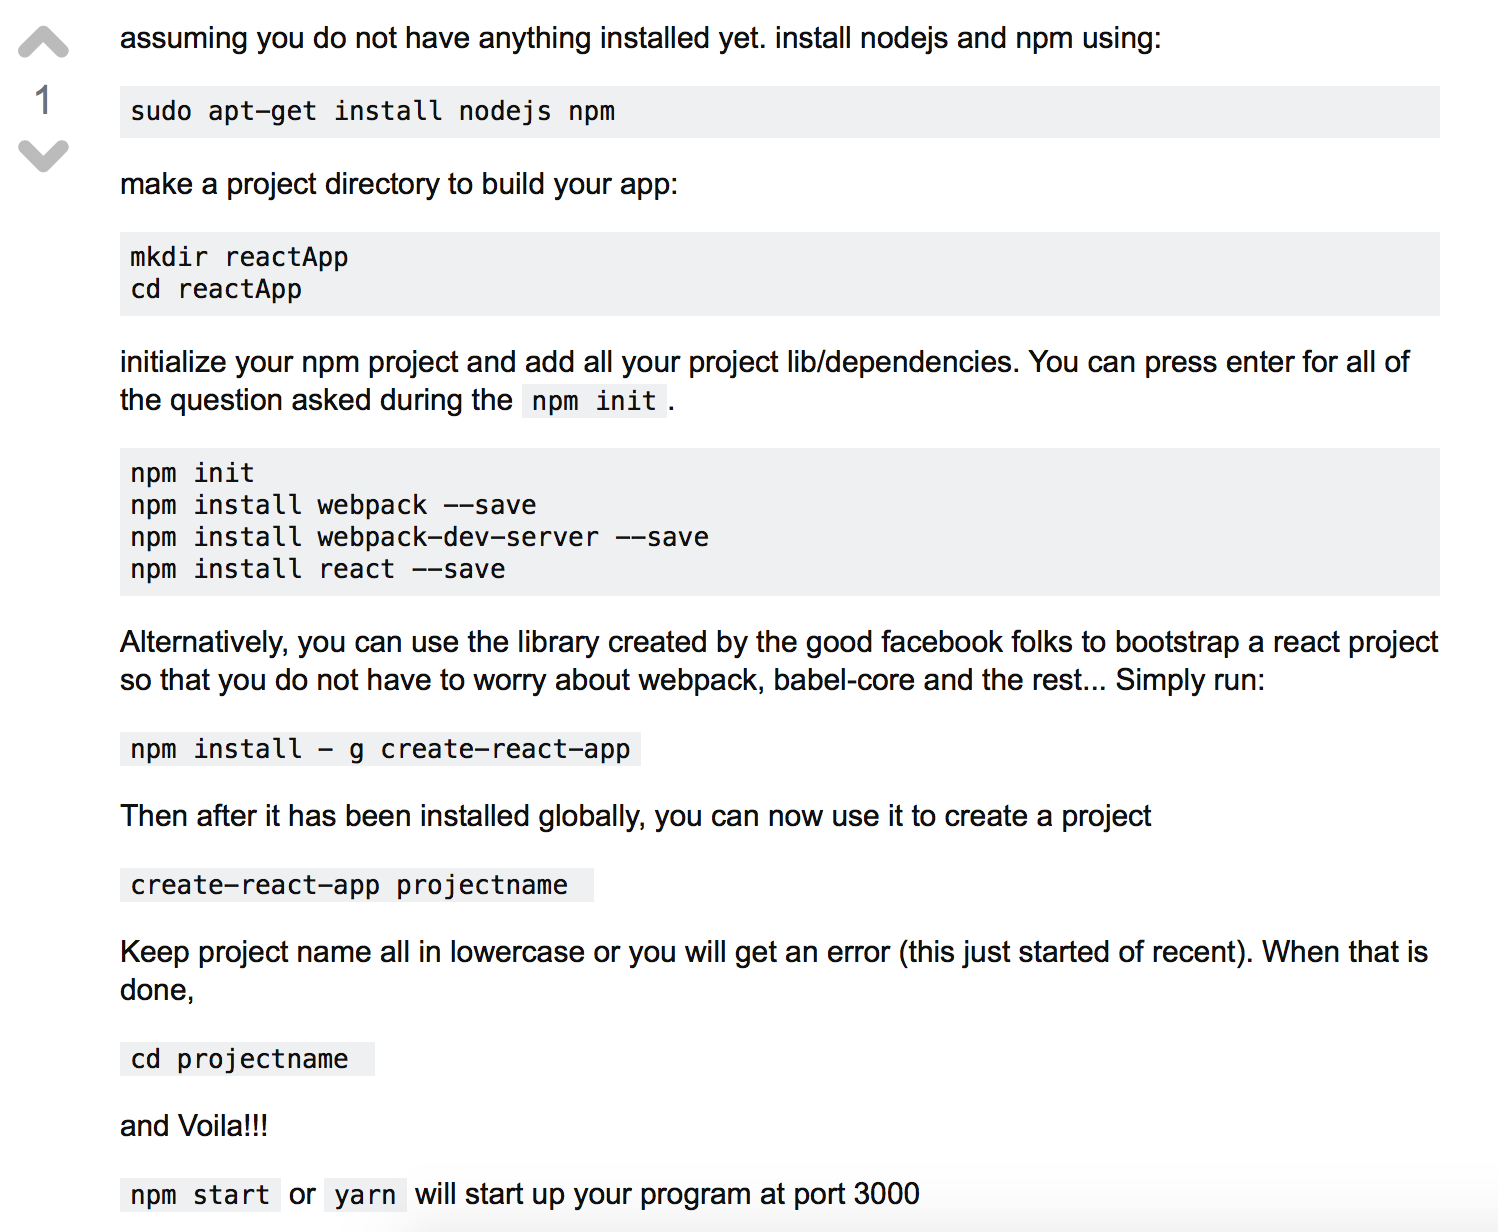 assuming you do not have anything installed yet. install nodejs and npm using:
1
sudo apt-get install nodejs npm
make a project directory to build your app:
mkdir reactApp
cd reactApp
initialize your npm project and add all your project lib/dependencies. You can press enter for all of
the question asked during the npm init.
npm init
npm install webpack --save
npm install webpack-dev-server --save
npm install react --save
Alternatively, you can use the library created by the good facebook folks to bootstrap a react project
so that you do not have to worry about webpack, babel-core and the rest... Simply run:
npm install - g create-react-app
Then after it has been installed globally, you can now use it to create a project
create-react-app projectname
Keep project name all in lowercase or you will get an error (this just started of recent). When that is
done,
cd projectname
and Voila!!!
npm start or yarn will start up your program at port 3000